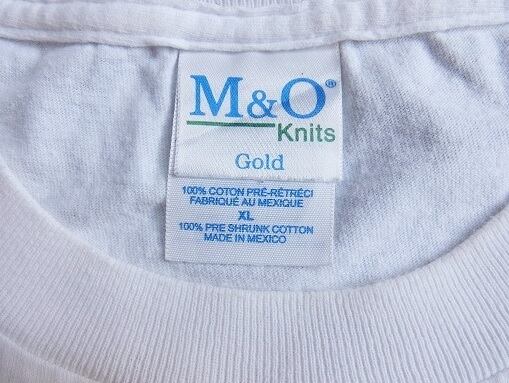 M&O®
Knits
Gold
100% COTON PRÉ-RÉTRÉCI
FABRIQUÉ AU MEXIQUE
XL
100% PRE SHRUNK COTTON
MADE IN MEXICO